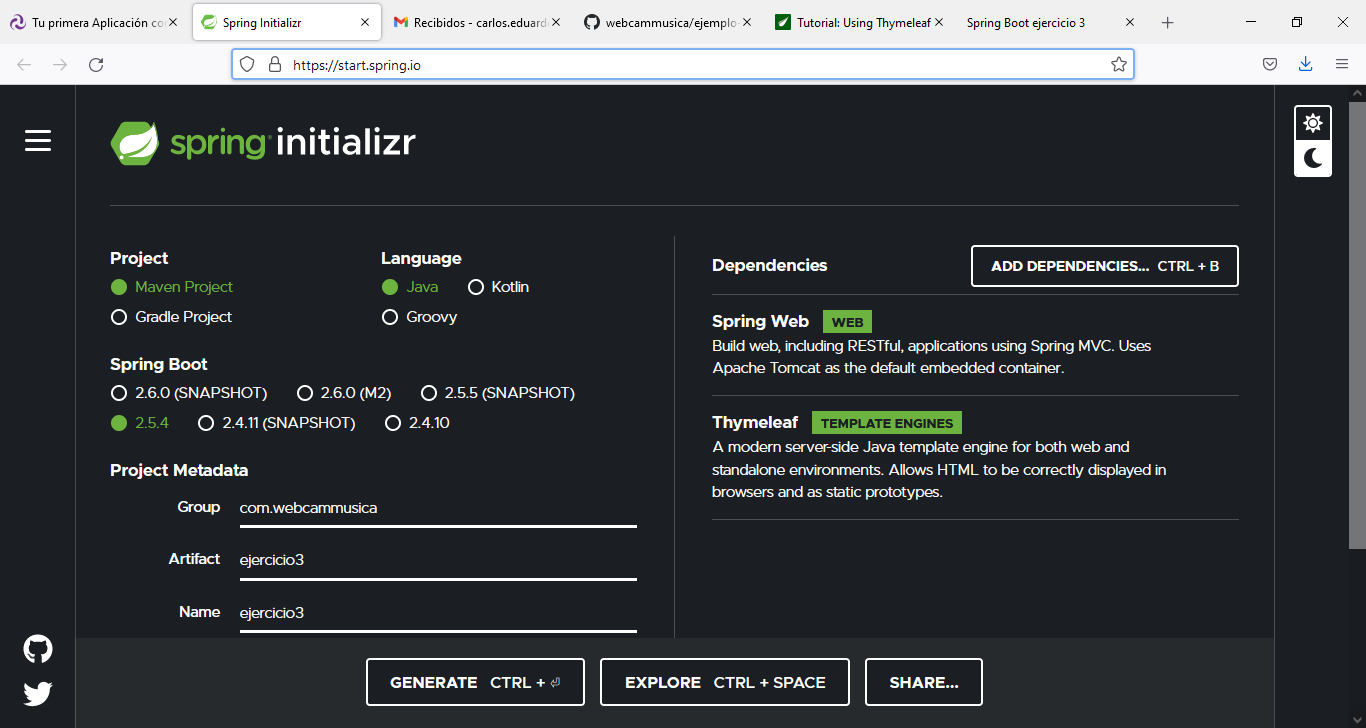 Tu primera Aplicación co
Spring Initializr
Recibidos - carlos.eduard
webcammusica/ejemplo-
Tutorial: Using Thymeleaf
Spring Boot ejercicio 3
https://start.spring.io
spring initializr
Project
Maven Project
Gradle Project
Language
Java Kotlin
Groovy
Spring Boot
2.6.0 (SNAPSHOT) 2.6.0 (M2) 2.5.5 (SNAPSHOT)
2.5.4 2.4.11 (SNAPSHOT) 2.4.10
Project Metadata
Group com.webcammusica
Artifact ejercicio3
Name ejercicio3
Dependencies
ADD DEPENDENCIES... CTRL + B
Spring Web WEB
Build web, including RESTful, applications using Spring MVC. Uses
Apache Tomcat as the default embedded container.
Thymeleaf TEMPLATE ENGINES
A modern server-side Java template engine for both web and
standalone environments. Allows HTML to be correctly displayed in
browsers and as static prototypes.
GENERATE CTRL + ⏎
EXPLORE CTRL + SPACE
SHARE...